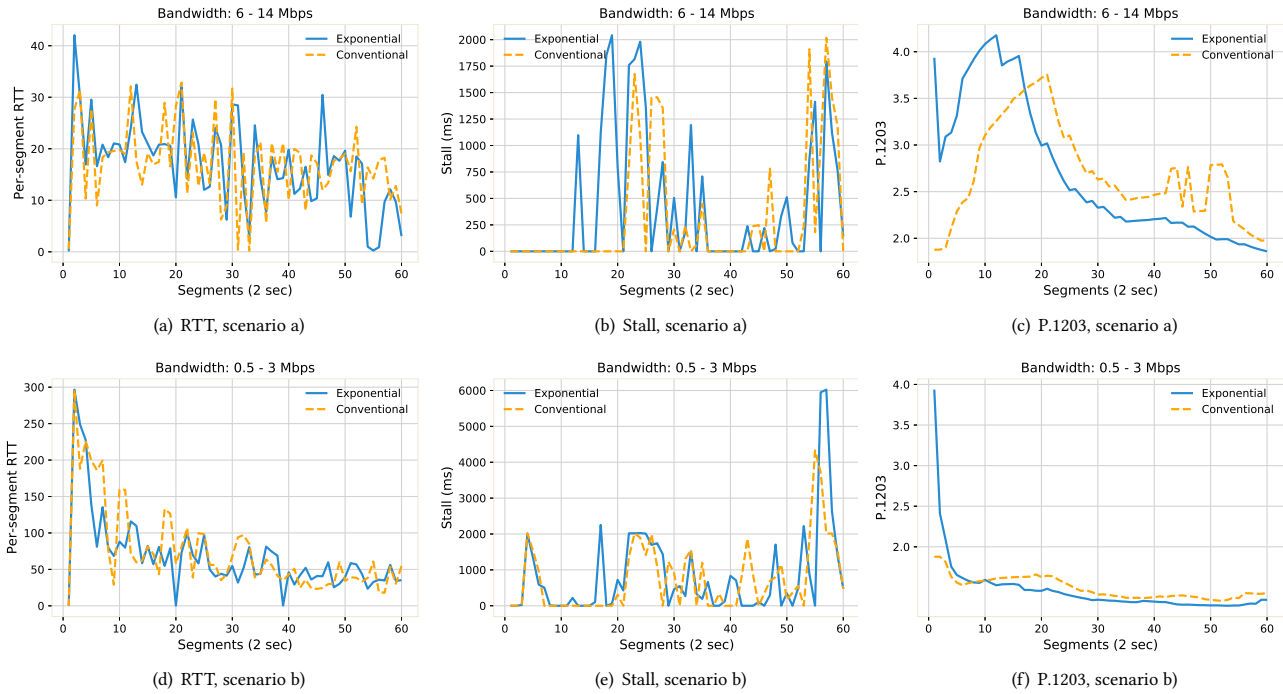 Bandwidth: 6 - 14 Mbps
Per-segment RTT
40
30
20
10
0
Exponential
Conventional
0 10 20 30 40 50 60
Segments (2 sec)
(a) RTT, scenario a)
Bandwidth: 6 - 14 Mbps
Stall (ms)
2000
1750
1500
1250
1000
750
500
250
0
Exponential
Conventional
0 10 20 30 40 50 60
Segments (2 sec)
(b) Stall, scenario a)
Bandwidth: 6 - 14 Mbps
P.1203
4.0
3.5
3.0
2.5
2.0
Exponential
Conventional
0 10 20 30 40 50 60
Segments (2 sec)
(c) P.1203, scenario a)
Bandwidth: 0.5 - 3 Mbps
Per-segment RTT
300
250
200
150
100
50
0
Exponential
Conventional
0 10 20 30 40 50 60
Segments (2 sec)
(d) RTT, scenario b)
Bandwidth: 0.5 - 3 Mbps
Stall (ms)
6000
5000
4000
3000
2000
1000
0
Exponential
Conventional
0 10 20 30 40 50 60
Segments (2 sec)
(e) Stall, scenario b)
Bandwidth: 0.5 - 3 Mbps
P.1203
4.0
3.5
3.0
2.5
2.0
Exponential
Conventional
0 10 20 30 40 50 60
Segments (2 sec)
(f) P.1203, scenario b)